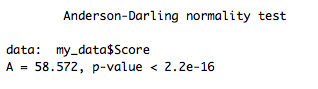 Anderson-Darling normality test
data: my_data$Score
A = 58.572, p-value < 2.2e-16